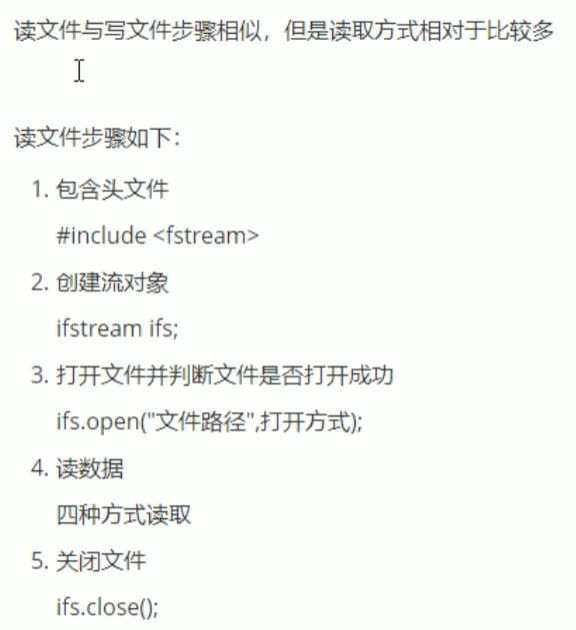 读文件与写文件步骤相似，但是读取方式相对于比较多
读文件步骤如下：
1. 包含头文件
#include <fstream>
2. 创建流对象
ifstream ifs;
3. 打开文件并判断文件是否打开成功
ifs.open("文件路径",打开方式);
4. 读数据
四种方式读取
5. 关闭文件
ifs.close();